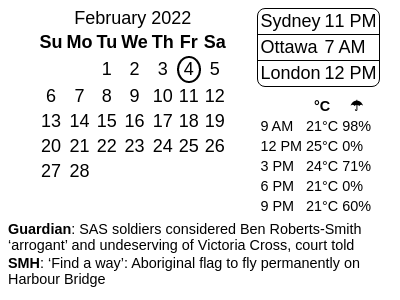 February 2022
Su Mo Tu We Th Fr Sa
1 2 3 4 5
6 7 8 9 10 11 12
13 14 15 16 17 18 19
20 21 22 23 24 25 26
27 28
Sydney 11 PM
Ottawa 7 AM
London 12 PM
°C ☂
9 AM 21°C 98%
12 PM 25°C 0%
3 PM 24°C 71%
6 PM 21°C 0%
9 PM 21°C 60%
Guardian: SAS soldiers considered Ben Roberts-Smith
‘arrogant’ and undeserving of Victoria Cross, court told
SMH: ‘Find a way’: Aboriginal flag to fly permanently on
Harbour Bridge